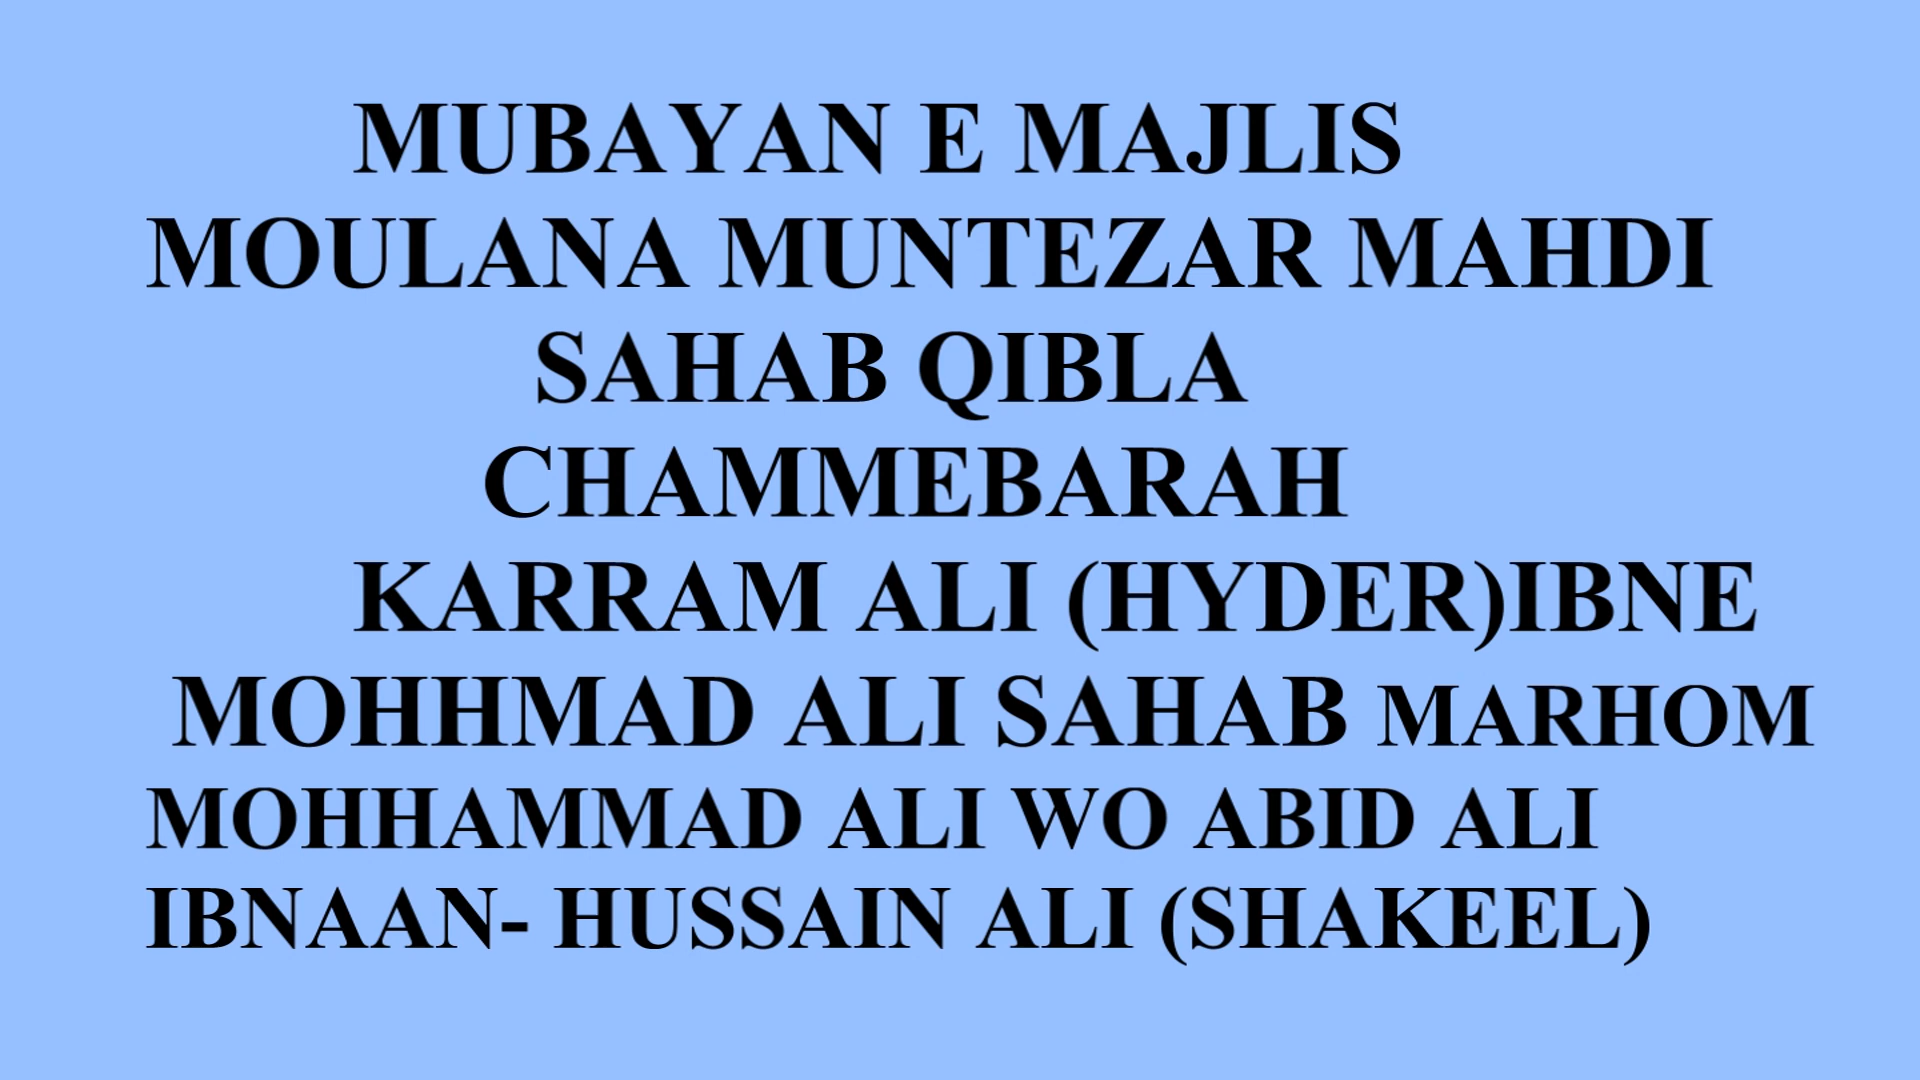 MUBAYAN E MAJLIS
MOULANA MUNTEZAR MAHDI
SAHAB QIBLA
CHAMMEBARAH
KARRAM ALI (HYDER)IBNE
MOHHMAD ALI SAHAB MARHOM
MOHHAMMAD ALI WO ABID ALI
IBNAAN- HUSSAIN ALI (SHAKEEL)